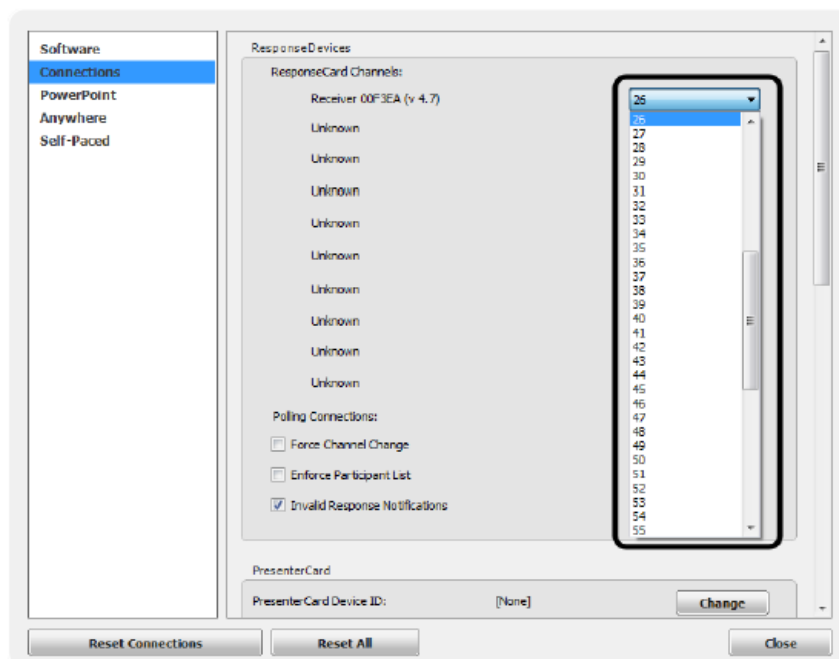 Software
Connections
PowerPoint
Anywhere
Self-Paced
ResponseDevices
ResponseCard Channels:
Receiver 00F3EA (v 4.7)
26
Unknown
Unknown
Unknown
Unknown
Unknown
Unknown
Unknown
Unknown
Unknown
26
27
28
29
30
31
32
33
34
35
36
37
38
39
40
41
42
43
44
45
46
47
48
49
50
51
52
53
54
55
Polling Connections:
Force Channel Change
Enforce Participant List
Invalid Response Notifications
PresenterCard
PresenterCard Device ID: [None] Change
Reset Connections Reset All Close